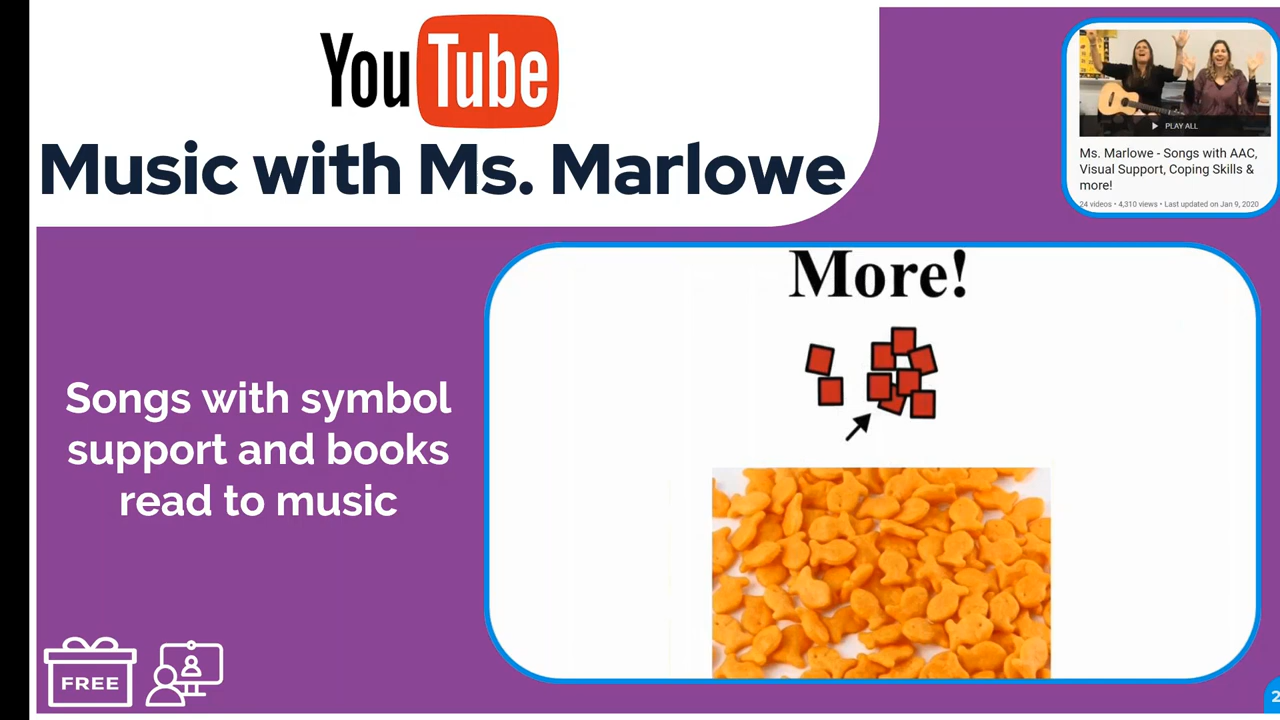 YouTube
Music with Ms. Marlowe
PLAY ALL
Ms. Marlowe - Songs with AAC,
Visual Support, Coping Skills &
more!
24 videos • 4,310 views • Last updated on Jan 9, 2020
More!
Songs with symbol
support and books
read to music
FREE
2